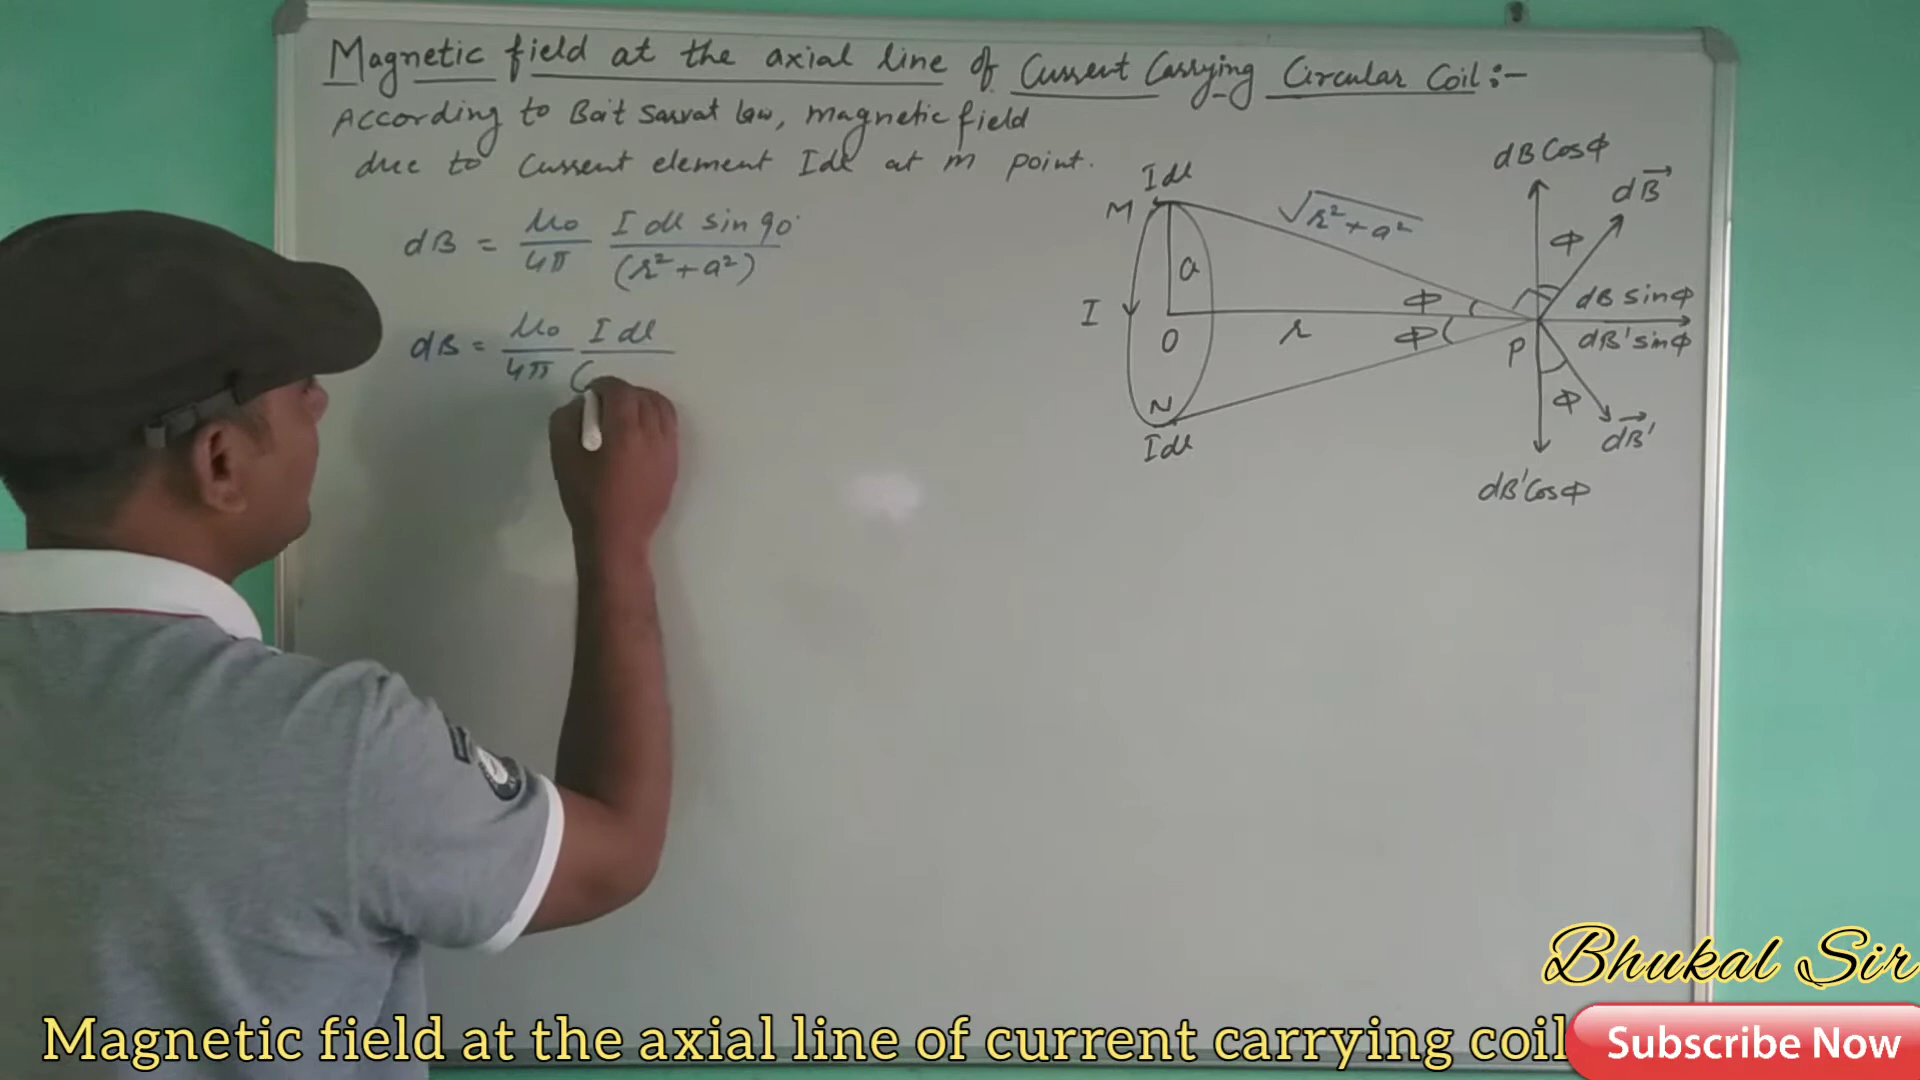 Magnetic field at the axial line of Current Carrying Circular Coil :-
According to Bait Savvat law, magnetic field
due to Current element Idl at m point.
dB = μ₀/4π I dl sin 90°/(r²+a²)
dB = μ₀/4π I dl/(
Idl
M
√r²+a²
a
I
O
r
N
Idl
Φ
Φ
P
dB CosΦ
dB→
Φ
dB sinΦ
dB' sinΦ
Φ
dB→'
dB' CosΦ
Bhukal Sir
Magnetic field at the axial line of current carrying coil
Subscribe Now